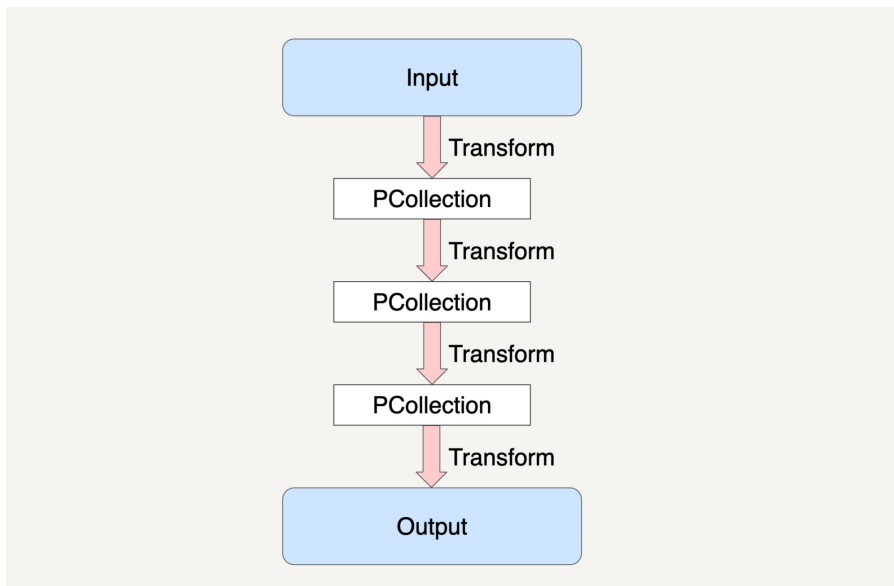 Input
Transform
PCollection
Transform
PCollection
Transform
PCollection
Transform
Output